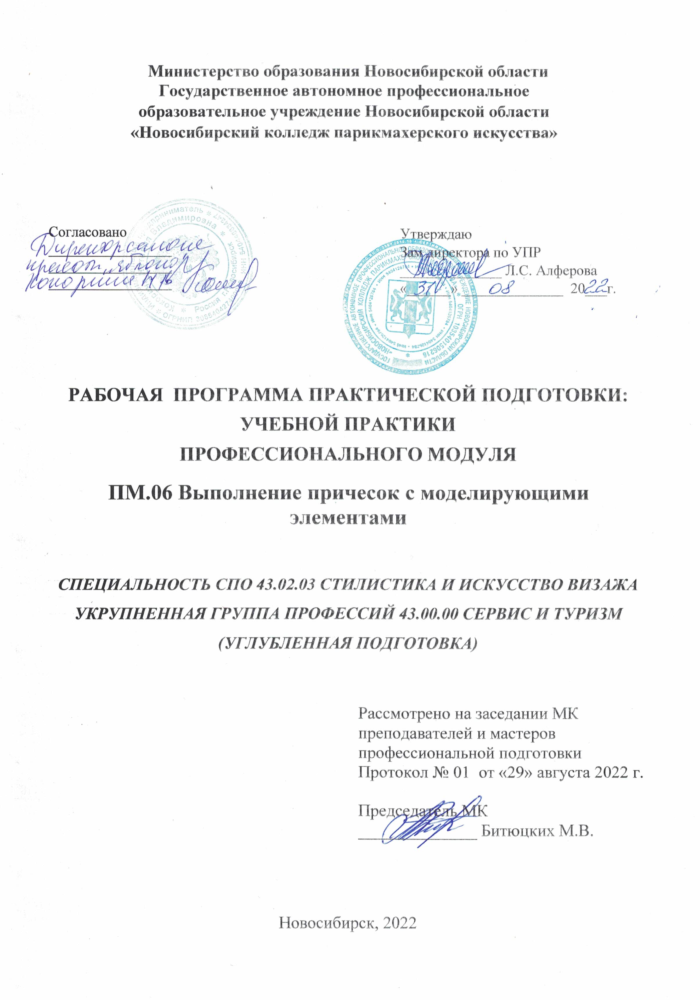 Министерство образования Новосибирской области
Государственное автономное профессиональное
образовательное учреждение Новосибирской области
«Новосибирский колледж парикмахерского искусства»
Согласовано
Директор салона
Утверждаю
Зам. директора по УПР
Л.С. Алферова
«31» 08 2022г.
РАБОЧАЯ ПРОГРАММА ПРАКТИЧЕСКОЙ ПОДГОТОВКИ:
УЧЕБНОЙ ПРАКТИКИ
ПРОФЕССИОНАЛЬНОГО МОДУЛЯ
ПМ.06 Выполнение причесок с моделирующими
элементами
СПЕЦИАЛЬНОСТЬ СПО 43.02.03 СТИЛИСТИКА И ИСКУССТВО ВИЗАЖА
УКРУПНЕННАЯ ГРУППА ПРОФЕССИЙ 43.00.00 СЕРВИС И ТУРИЗМ
(УГЛУБЛЕННАЯ ПОДГОТОВКА)
Рассмотрено на заседании МК
преподавателей и мастеров
профессиональной подготовки
Протокол № 01 от «29» августа 2022 г.
Председатель МК
Битюцких М.В.
Новосибирск, 2022